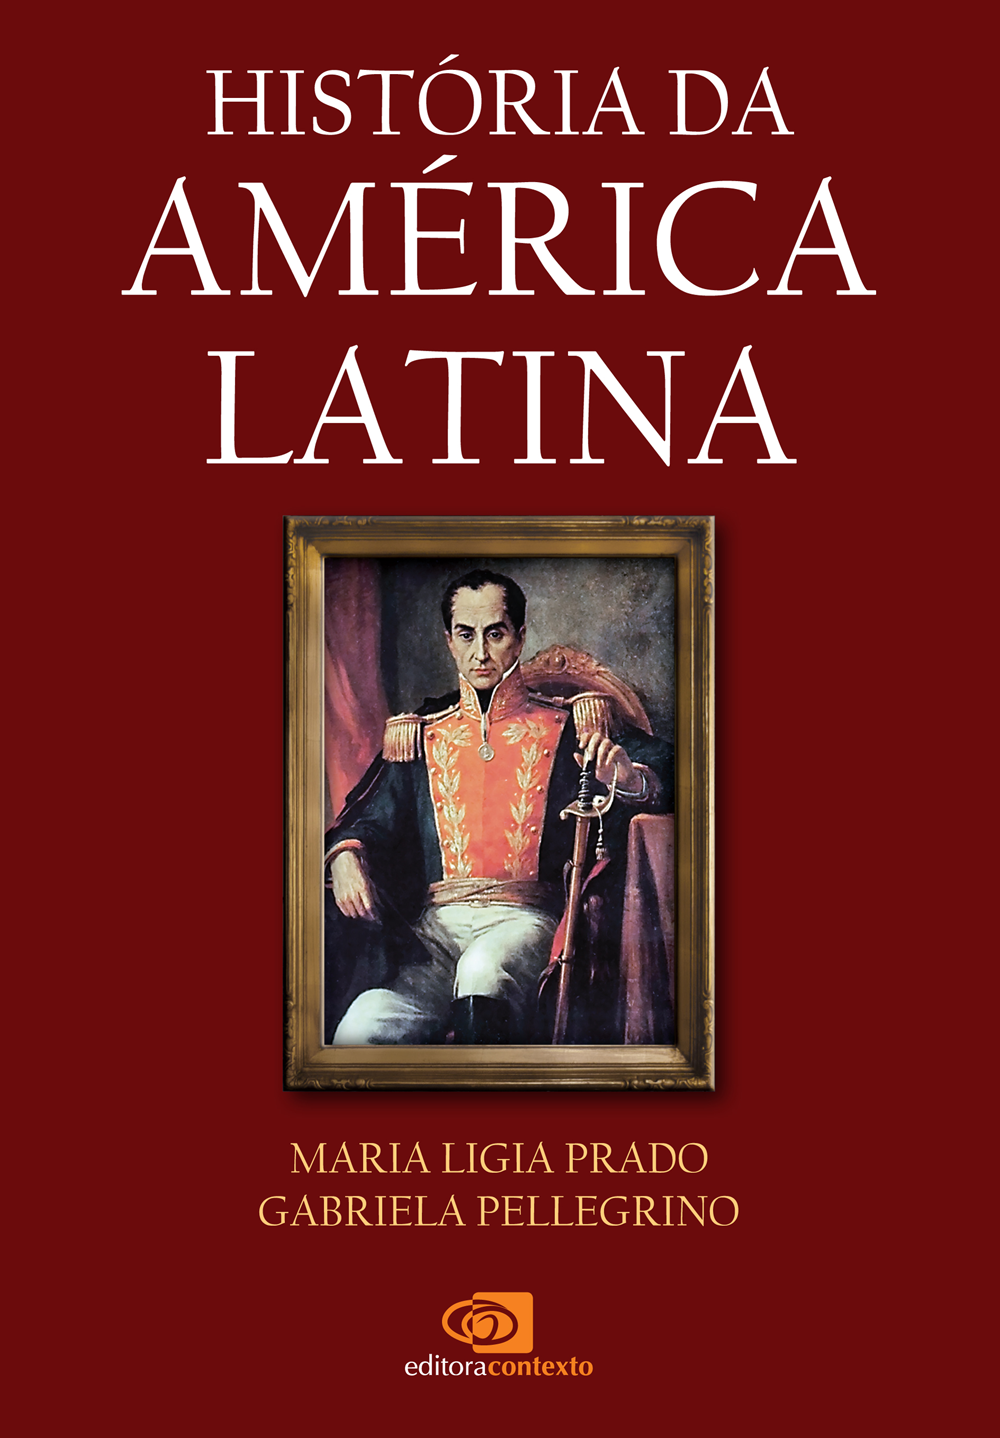 HISTÓRIA DA
AMÉRICA
LATINA
MARIA LIGIA PRADO
GABRIELA PELLEGRINO
editoracontexto